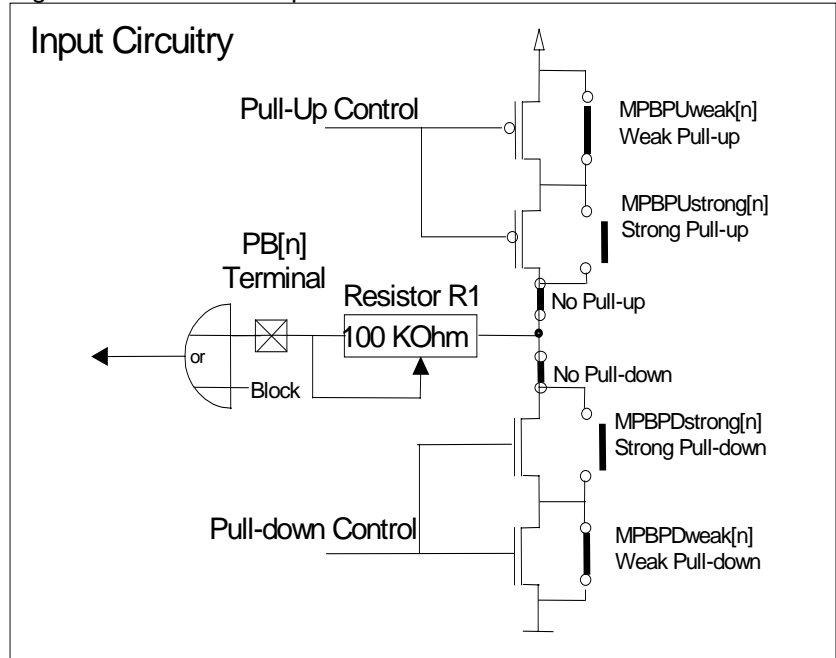 Input Circuitry
Pull-Up Control
MPBPUweak[n]
Weak Pull-up
MPBPUstrong[n]
Strong Pull-up
PB[n]
Terminal
Resistor R1
100 KOhm
No Pull-up
or
Block
No Pull-down
MPBPDstrong[n]
Strong Pull-down
Pull-down Control
MPBPDweak[n]
Weak Pull-down